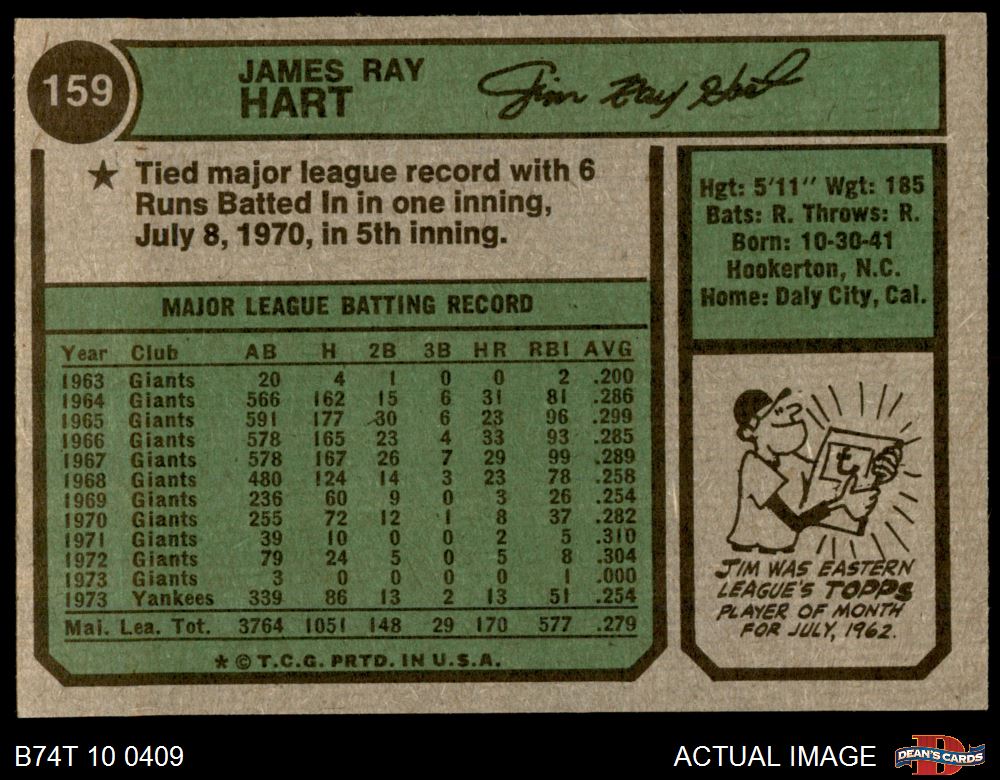 159
JAMES RAY
HART
Jim Ray Hart
★ Tied major league record with 6
Runs Batted In in one inning,
July 8, 1970, in 5th inning.
Hgt: 5'11'' Wgt: 185
Bats: R. Throws: R.
Born: 10-30-41
Hookerton, N.C.
Home: Daly City, Cal.
MAJOR LEAGUE BATTING RECORD
Year Club AB H 2B 3B HR RBI AVG
1963 Giants 20 4 1 0 0 2 .200
1964 Giants 566 162 15 6 31 81 .286
1965 Giants 591 177 30 6 23 96 .299
1966 Giants 578 165 23 4 33 93 .285
1967 Giants 578 167 26 7 29 99 .289
1968 Giants 480 124 14 3 23 78 .258
1969 Giants 236 60 9 0 3 26 .254
1970 Giants 255 72 12 1 8 37 .282
1971 Giants 39 10 0 0 2 5 .310
1972 Giants 79 24 5 0 5 8 .304
1973 Giants 3 0 0 0 0 1 .000
1973 Yankees 339 86 13 2 13 51 .254
Maj. Lea. Tot. 3764 1051 148 29 170 577 .279
★ © T.C.G. PRTD. IN U.S.A.
t
JIM WAS EASTERN
LEAGUE'S TOPPS
PLAYER OF MONTH
FOR JULY, 1962.
B74T 10 0409
ACTUAL IMAGE
D
DEAN'S CARDS